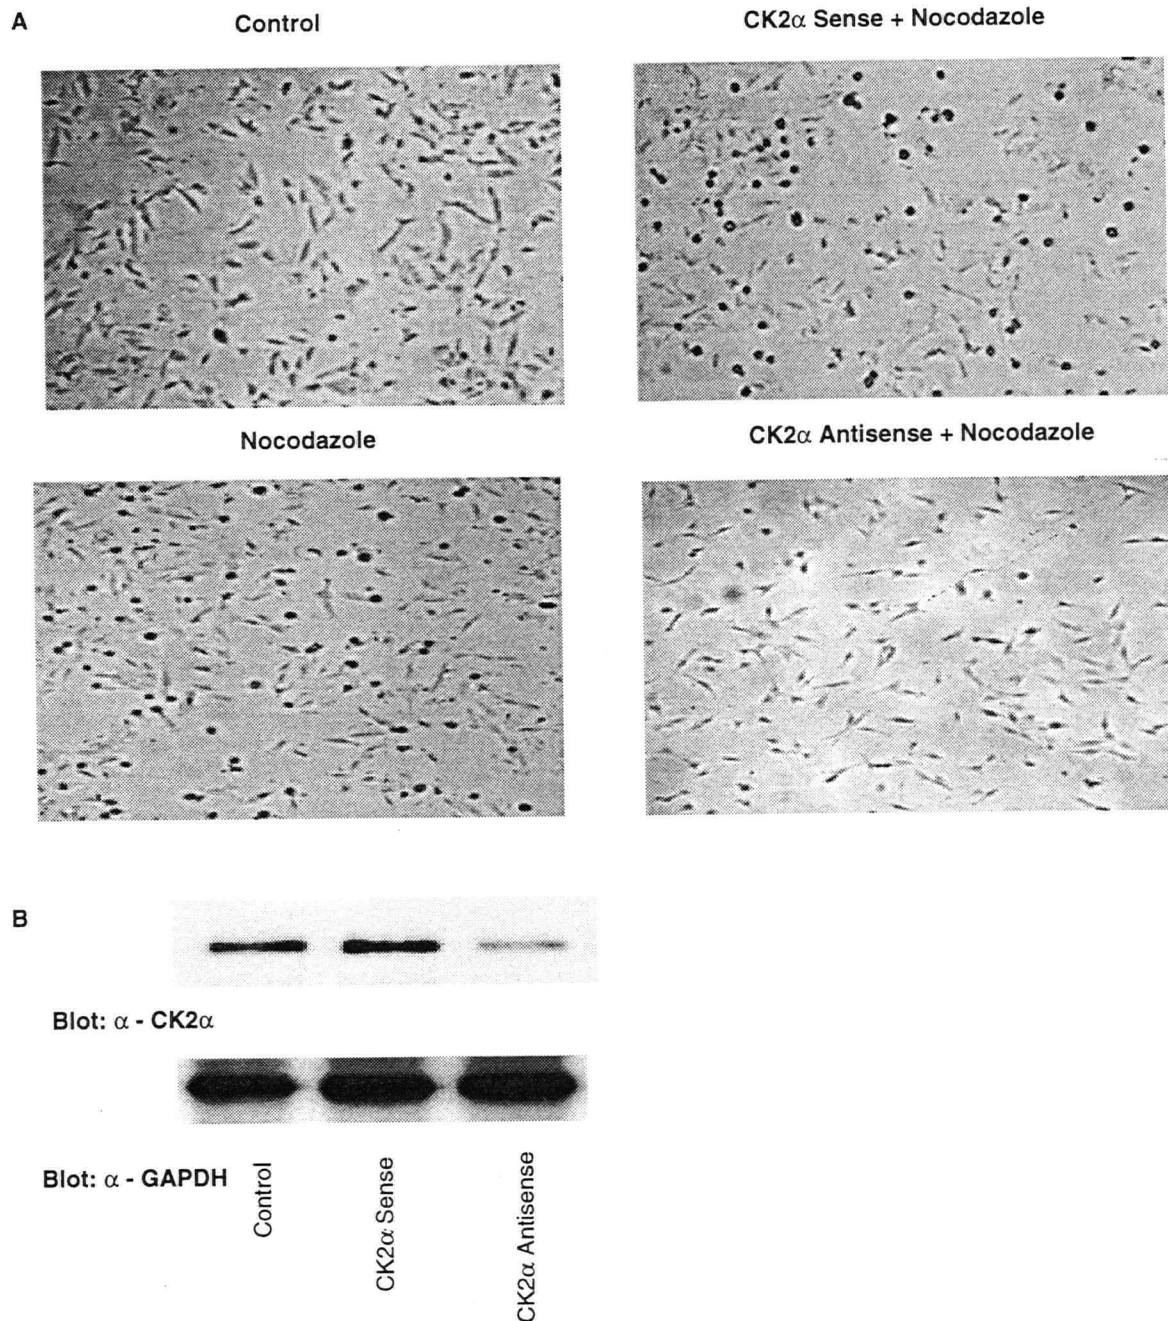 A
Control
CK2α Sense + Nocodazole
Nocodazole
CK2α Antisense + Nocodazole
B
Blot: α - CK2α
Blot: α - GAPDH
Control
CK2α Sense
CK2α Antisense